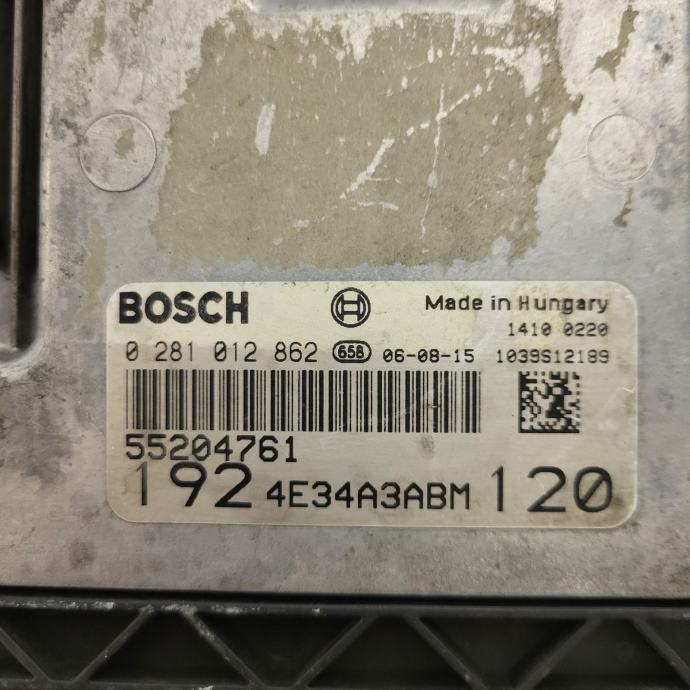 BOSCH Made in Hungary
1410 0220
0 281 012 862 658 06-08-15 1039S12189
55204761
192 4E34A3ABM 120